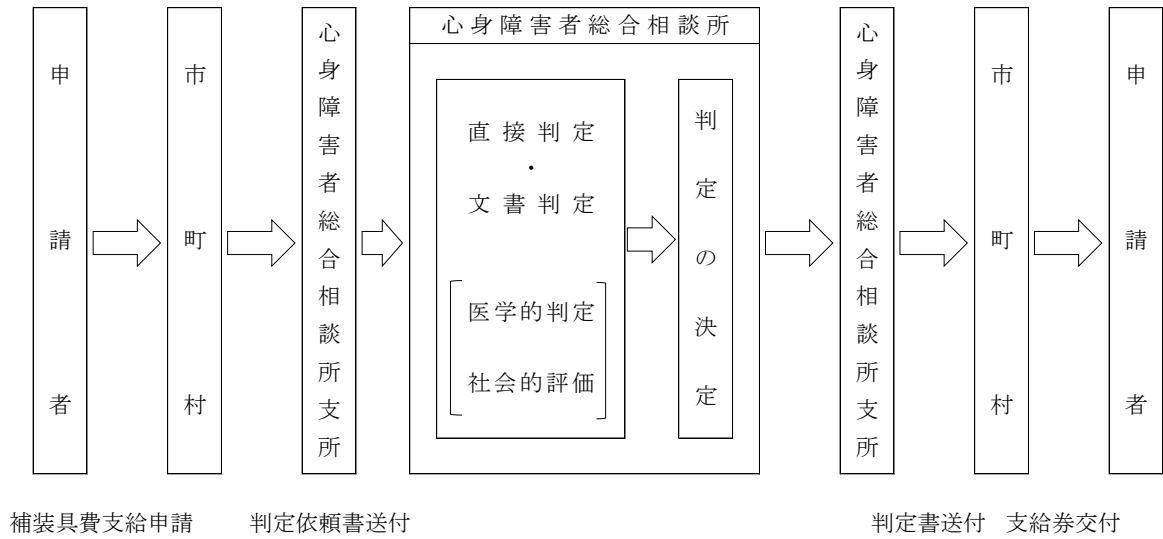 申請者
市町村
心身障害者総合相談所支所
心身障害者総合相談所
直接判定
・
文書判定
医学的判定
社会的評価
判定の決定
心身障害者総合相談所支所
市町村
申請者
補装具費支給申請
判定依頼書送付
判定書送付
支給券交付